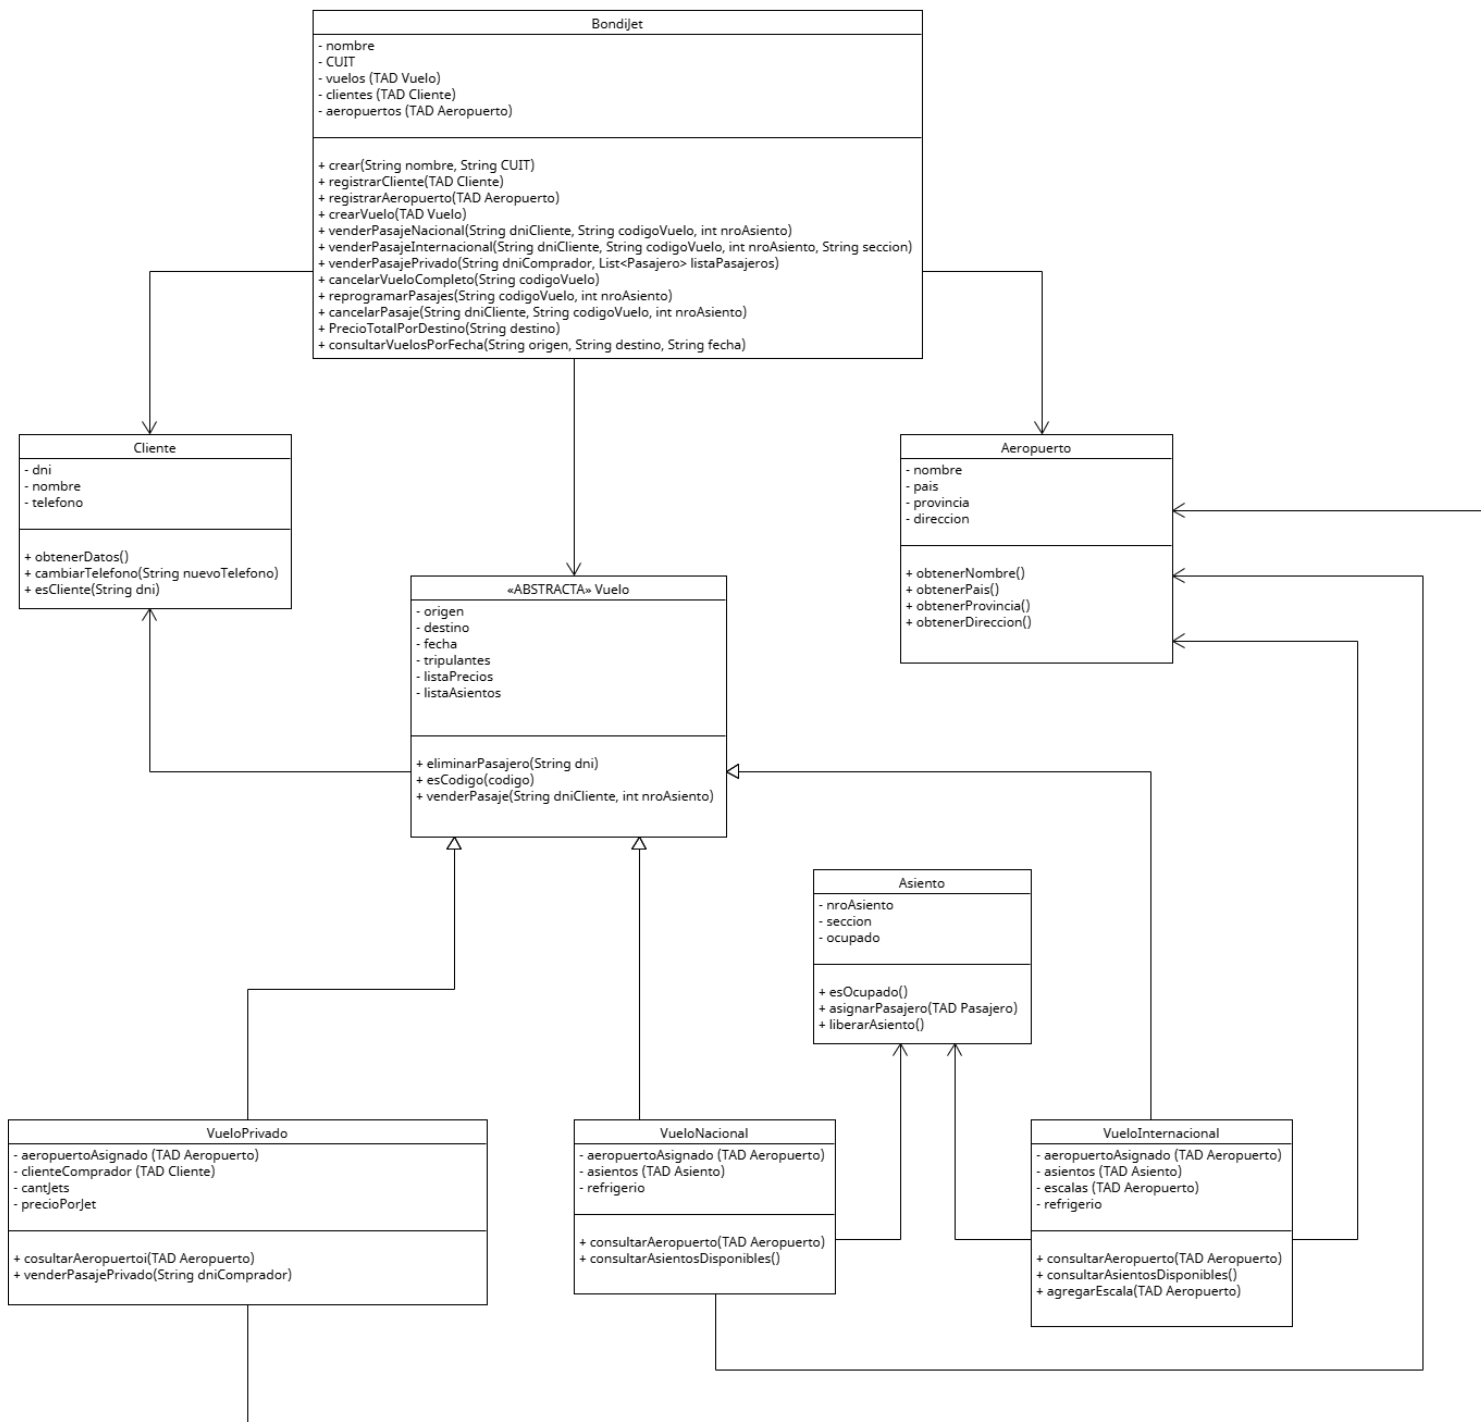 BondiJet
- nombre
- CUIT
- vuelos (TAD Vuelo)
- clientes (TAD Cliente)
- aeropuertos (TAD Aeropuerto)
+ crear(String nombre, String CUIT)
+ registrarCliente(TAD Cliente)
+ registrarAeropuerto(TAD Aeropuerto)
+ crearVuelo(TAD Vuelo)
+ venderPasajeNacional(String dniCliente, String codigoVuelo, int nroAsiento)
+ venderPasajeInternacional(String dniCliente, String codigoVuelo, int nroAsiento, String seccion)
+ venderPasajePrivado(String dniComprador, List<Pasajero> listaPasajeros)
+ cancelarVueloCompleto(String codigoVuelo)
+ reprogramarPasajes(String codigoVuelo, int nroAsiento)
+ cancelarPasaje(String dniCliente, String codigoVuelo, int nroAsiento)
+ PrecioTotalPorDestino(String destino)
+ consultarVuelosPorFecha(String origen, String destino, String fecha)
Cliente
- dni
- nombre
- telefono
+ obtenerDatos()
+ cambiarTelefono(String nuevoTelefono)
+ esCliente(String dni)
Aeropuerto
- nombre
- pais
- provincia
- direccion
+ obtenerNombre()
+ obtenerPais()
+ obtenerProvincia()
+ obtenerDireccion()
«ABSTRACTA» Vuelo
- origen
- destino
- fecha
- tripulantes
- listaPrecios
- listaAsientos
+ eliminarPasajero(String dni)
+ esCodigo(codigo)
+ venderPasaje(String dniCliente, int nroAsiento)
Asiento
- nroAsiento
- seccion
- ocupado
+ esOcupado()
+ asignarPasajero(TAD Pasajero)
+ liberarAsiento()
VueloPrivado
- aeropuertoAsignado (TAD Aeropuerto)
- clienteComprador (TAD Cliente)
- cantJets
- precioPorJet
+ cosultarAeropuertoi(TAD Aeropuerto)
+ venderPasajePrivado(String dniComprador)
VueloNacional
- aeropuertoAsignado (TAD Aeropuerto)
- asientos (TAD Asiento)
- refrigerio
+ consultarAeropuerto(TAD Aeropuerto)
+ consultarAsientosDisponibles()
VueloInternacional
- aeropuertoAsignado (TAD Aeropuerto)
- asientos (TAD Asiento)
- escalas (TAD Aeropuerto)
- refrigerio
+ consultarAeropuerto(TAD Aeropuerto)
+ consultarAsientosDisponibles()
+ agregarEscala(TAD Aeropuerto)